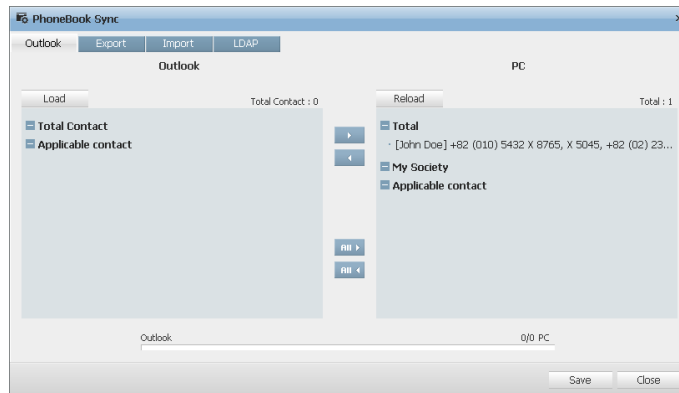 PhoneBook Sync
Outlook Export Import LDAP
Outlook
PC
Load
Total Contact : 0
Total Contact
Applicable contact
All
All
Reload
Total : 1
Total
· [John Doe] +82 (010) 5432 X 8765, X 5045, +82 (02) 23...
My Society
Applicable contact
Outlook
0/0 PC
Save
Close